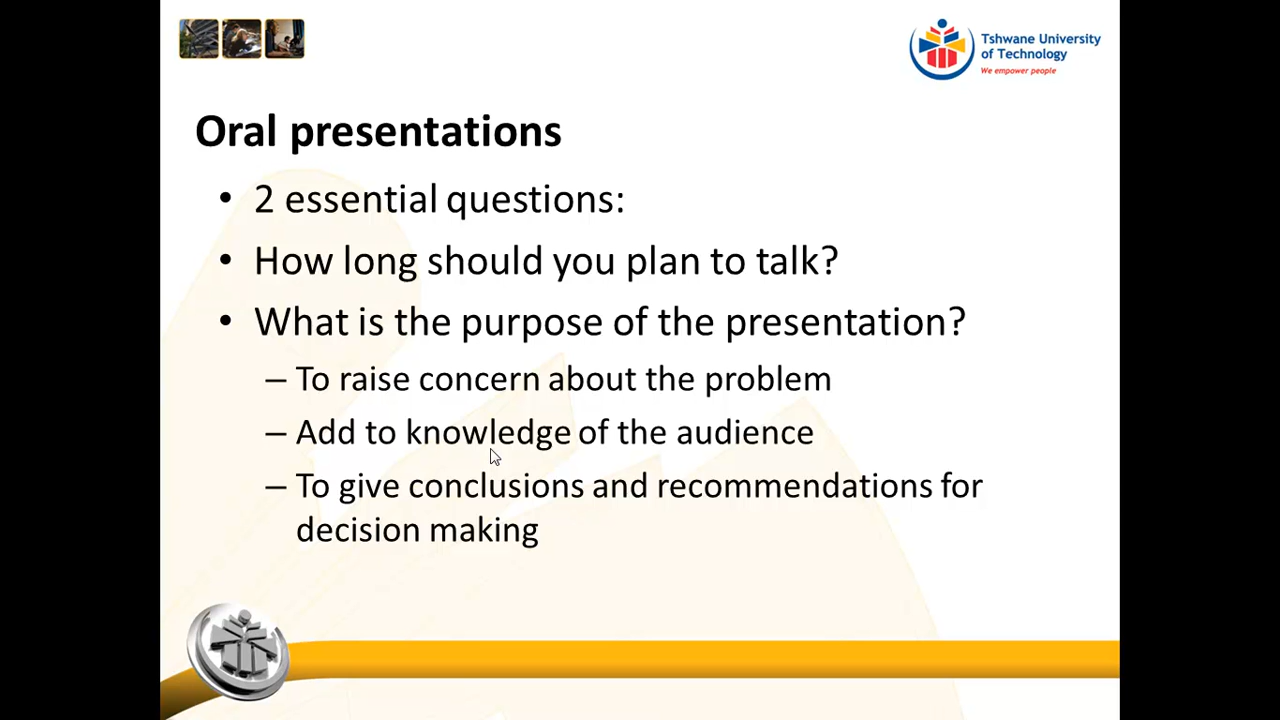 Tshwane University
of Technology
We empower people
Oral presentations
• 2 essential questions:
• How long should you plan to talk?
• What is the purpose of the presentation?
– To raise concern about the problem
– Add to knowledge of the audience
– To give conclusions and recommendations for
decision making